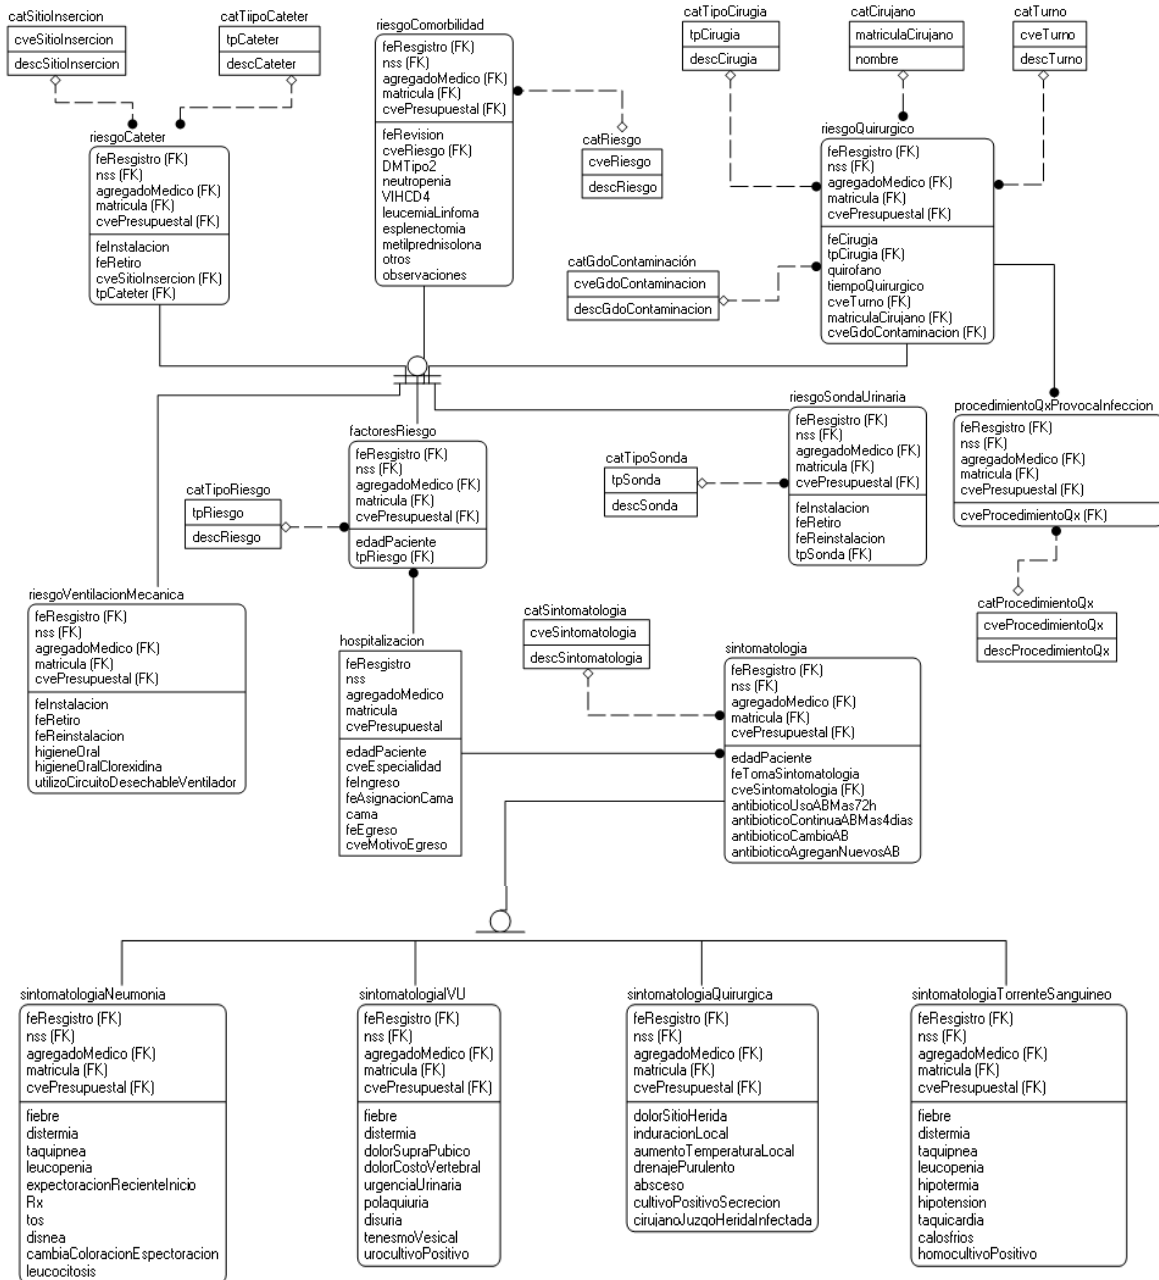 catSitioInsercion
cveSitioInsercion
descSitioInsercion
catTiipoCateter
tpCateter
descCateter
riesgoComorbilidad
feResgistro (FK)
nss (FK)
agregadoMedico (FK)
matricula (FK)
cvePresupuestal (FK)
feRevision
cveRiesgo (FK)
DMTipo2
neutropenia
VIHCD4
leucemiaLinfoma
esplenectomia
metilprednisolona
otros
observaciones
catTipoCirugia
tpCirugia
descCirugia
catCirujano
matriculaCirujano
nombre
catTurno
cveTurno
descTurno
riesgoCateter
feResgistro (FK)
nss (FK)
agregadoMedico (FK)
matricula (FK)
cvePresupuestal (FK)
feInstalacion
feRetiro
cveSitioInsercion (FK)
tpCateter (FK)
catRiesgo
cveRiesgo
descRiesgo
riesgoQuirurgico
feResgistro (FK)
nss (FK)
agregadoMedico (FK)
matricula (FK)
cvePresupuestal (FK)
feCirugia
tpCirugia (FK)
quirofano
tiempoQuirurgico
cveTurno (FK)
matriculaCirujano (FK)
cveGdoContaminacion (FK)
catGdoContaminación
cveGdoContaminacion
descGdoContaminacion
factoresRiesgo
feResgistro (FK)
nss (FK)
agregadoMedico (FK)
matricula (FK)
cvePresupuestal (FK)
edadPaciente
tpRiesgo (FK)
riesgoSondaUrinaria
feResgistro (FK)
nss (FK)
agregadoMedico (FK)
matricula (FK)
cvePresupuestal (FK)
feInstalacion
feRetiro
feReinstalacion
tpSonda (FK)
procedimientoQxProvocaInfeccion
feResgistro (FK)
nss (FK)
agregadoMedico (FK)
matricula (FK)
cvePresupuestal (FK)
cveProcedimientoQx (FK)
catTipoSonda
tpSonda
descSonda
catTipoRiesgo
tpRiesgo
descRiesgo
riesgoVentilacionMecanica
feResgistro (FK)
nss (FK)
agregadoMedico (FK)
matricula (FK)
cvePresupuestal (FK)
feInstalacion
feRetiro
feReinstalacion
higieneOral
higieneOralClorexidina
utilizoCircuitoDesechableVentilador
hospitalizacion
feResgistro
nss
agregadoMedico
matricula
cvePresupuestal
edadPaciente
cveEspecialidad
feIngreso
feAsignacionCama
cama
feEgreso
cveMotivoEgreso
catSintomatologia
cveSintomatologia
descSintomatologia
sintomatologia
feResgistro (FK)
nss (FK)
agregadoMedico (FK)
matricula (FK)
cvePresupuestal (FK)
edadPaciente
feTomaSintomatologia
cveSintomatologia (FK)
antibioticoUsoABMas72h
antibioticoContinuaABMas4dias
antibioticoCambioAB
antibioticoAgreganNuevosAB
catProcedimientoQx
cveProcedimientoQx
descProcedimientoQx
sintomatologiaNeumonia
feResgistro (FK)
nss (FK)
agregadoMedico (FK)
matricula (FK)
cvePresupuestal (FK)
fiebre
distermia
taquipnea
leucopenia
expectoracionRecienteInicio
Rx
tos
disnea
cambiaColoracionEspectoracion
leucocitosis
sintomatologiaIVU
feResgistro (FK)
nss (FK)
agregadoMedico (FK)
matricula (FK)
cvePresupuestal (FK)
fiebre
distermia
dolorSupraPubico
dolorCostoVertebral
urgenciaUrinaria
polaquiuria
disuria
tenesmoVesical
urocultivoPositivo
sintomatologiaQuirurgica
feResgistro (FK)
nss (FK)
agregadoMedico (FK)
matricula (FK)
cvePresupuestal (FK)
dolorSitioHerida
induracionLocal
aumentoTemperaturaLocal
drenajePurulento
absceso
cultivoPositivoSecrecion
cirujanoJuzgoHeridaInfectada
sintomatologiaTorrenteSanguineo
feResgistro (FK)
nss (FK)
agregadoMedico (FK)
matricula (FK)
cvePresupuestal (FK)
fiebre
distermia
taquipnea
leucopenia
hipotermia
hipotension
taquicardia
calosfrios
homocultivoPositivo